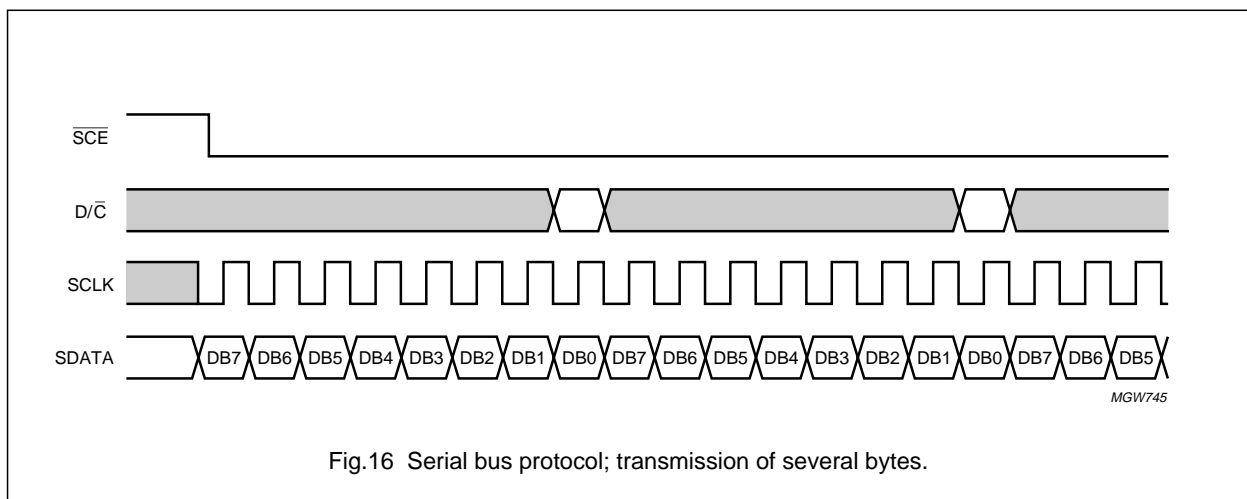 S̅C̅E̅
D/C̅
SCLK
SDATA DB7 DB6 DB5 DB4 DB3 DB2 DB1 DB0 DB7 DB6 DB5 DB4 DB3 DB2 DB1 DB0 DB7 DB6 DB5
MGW745
Fig.16 Serial bus protocol; transmission of several bytes.